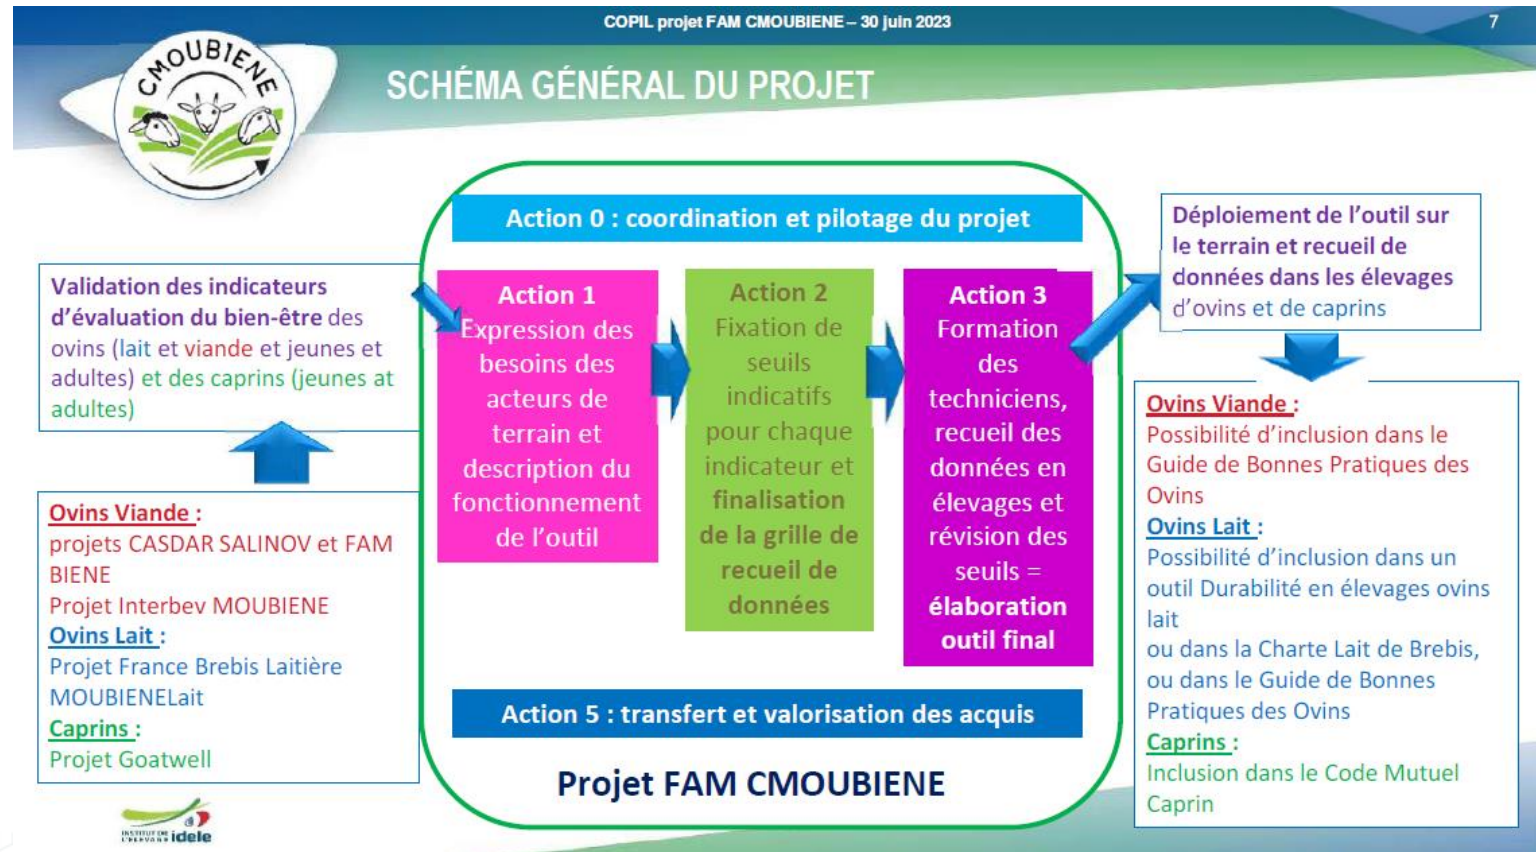 COPIL projet FAM CMOUBIENE – 30 juin 2023
7
CMOUBIENE
SCHÉMA GÉNÉRAL DU PROJET
Validation des indicateurs
d’évaluation du bien-être des
ovins (lait et viande et jeunes et
adultes) et des caprins (jeunes at
adultes)
Ovins Viande :
projets CASDAR SALINOV et FAM
BIENE
Projet Interbev MOUBIENE
Ovins Lait :
Projet France Brebis Laitière
MOUBIENELait
Caprins :
Projet Goatwell
INSTITUT DE
L'ELEVAGE idele
Action 0 : coordination et pilotage du projet
Action 1
Expression des
besoins des
acteurs de
terrain et
description du
fonctionnement
de l’outil
Action 2
Fixation de
seuils
indicatifs
pour chaque
indicateur et
finalisation
de la grille de
recueil de
données
Action 3
Formation
des
techniciens,
recueil des
données en
élevages et
révision des
seuils =
élaboration
outil final
Action 5 : transfert et valorisation des acquis
Projet FAM CMOUBIENE
Déploiement de l’outil sur
le terrain et recueil de
données dans les élevages
d’ovins et de caprins
Ovins Viande :
Possibilité d’inclusion dans le
Guide de Bonnes Pratiques des
Ovins
Ovins Lait :
Possibilité d’inclusion dans un
outil Durabilité en élevages ovins
lait
ou dans la Charte Lait de Brebis,
ou dans le Guide de Bonnes
Pratiques des Ovins
Caprins :
Inclusion dans le Code Mutuel
Caprin